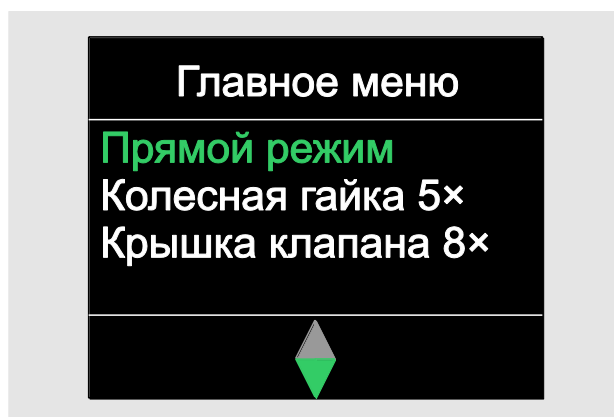 Главное меню
Прямой режим
Колесная гайка 5×
Крышка клапана 8×